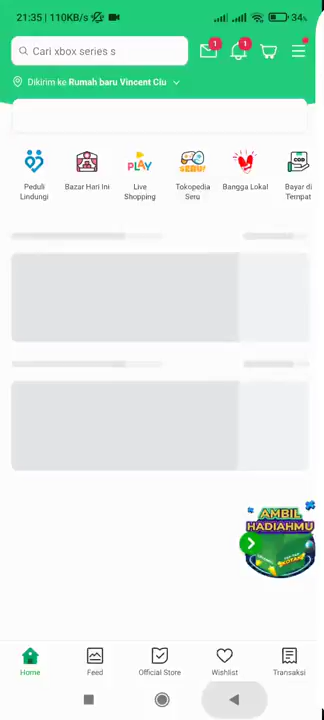 21:35 | 110KB/s
34%
Cari xbox series s
1
1
Dikirim ke Rumah baru Vincent Clu
Peduli Lindungi
Bazar Hari Ini
PLAY
Live Shopping
SERU!
Tokopedia Seru
Bangga Lokal
COD
Bayar di Tempat
AMBIL
HADIAHMU
Home
Feed
Official Store
Wishlist
Transaksi